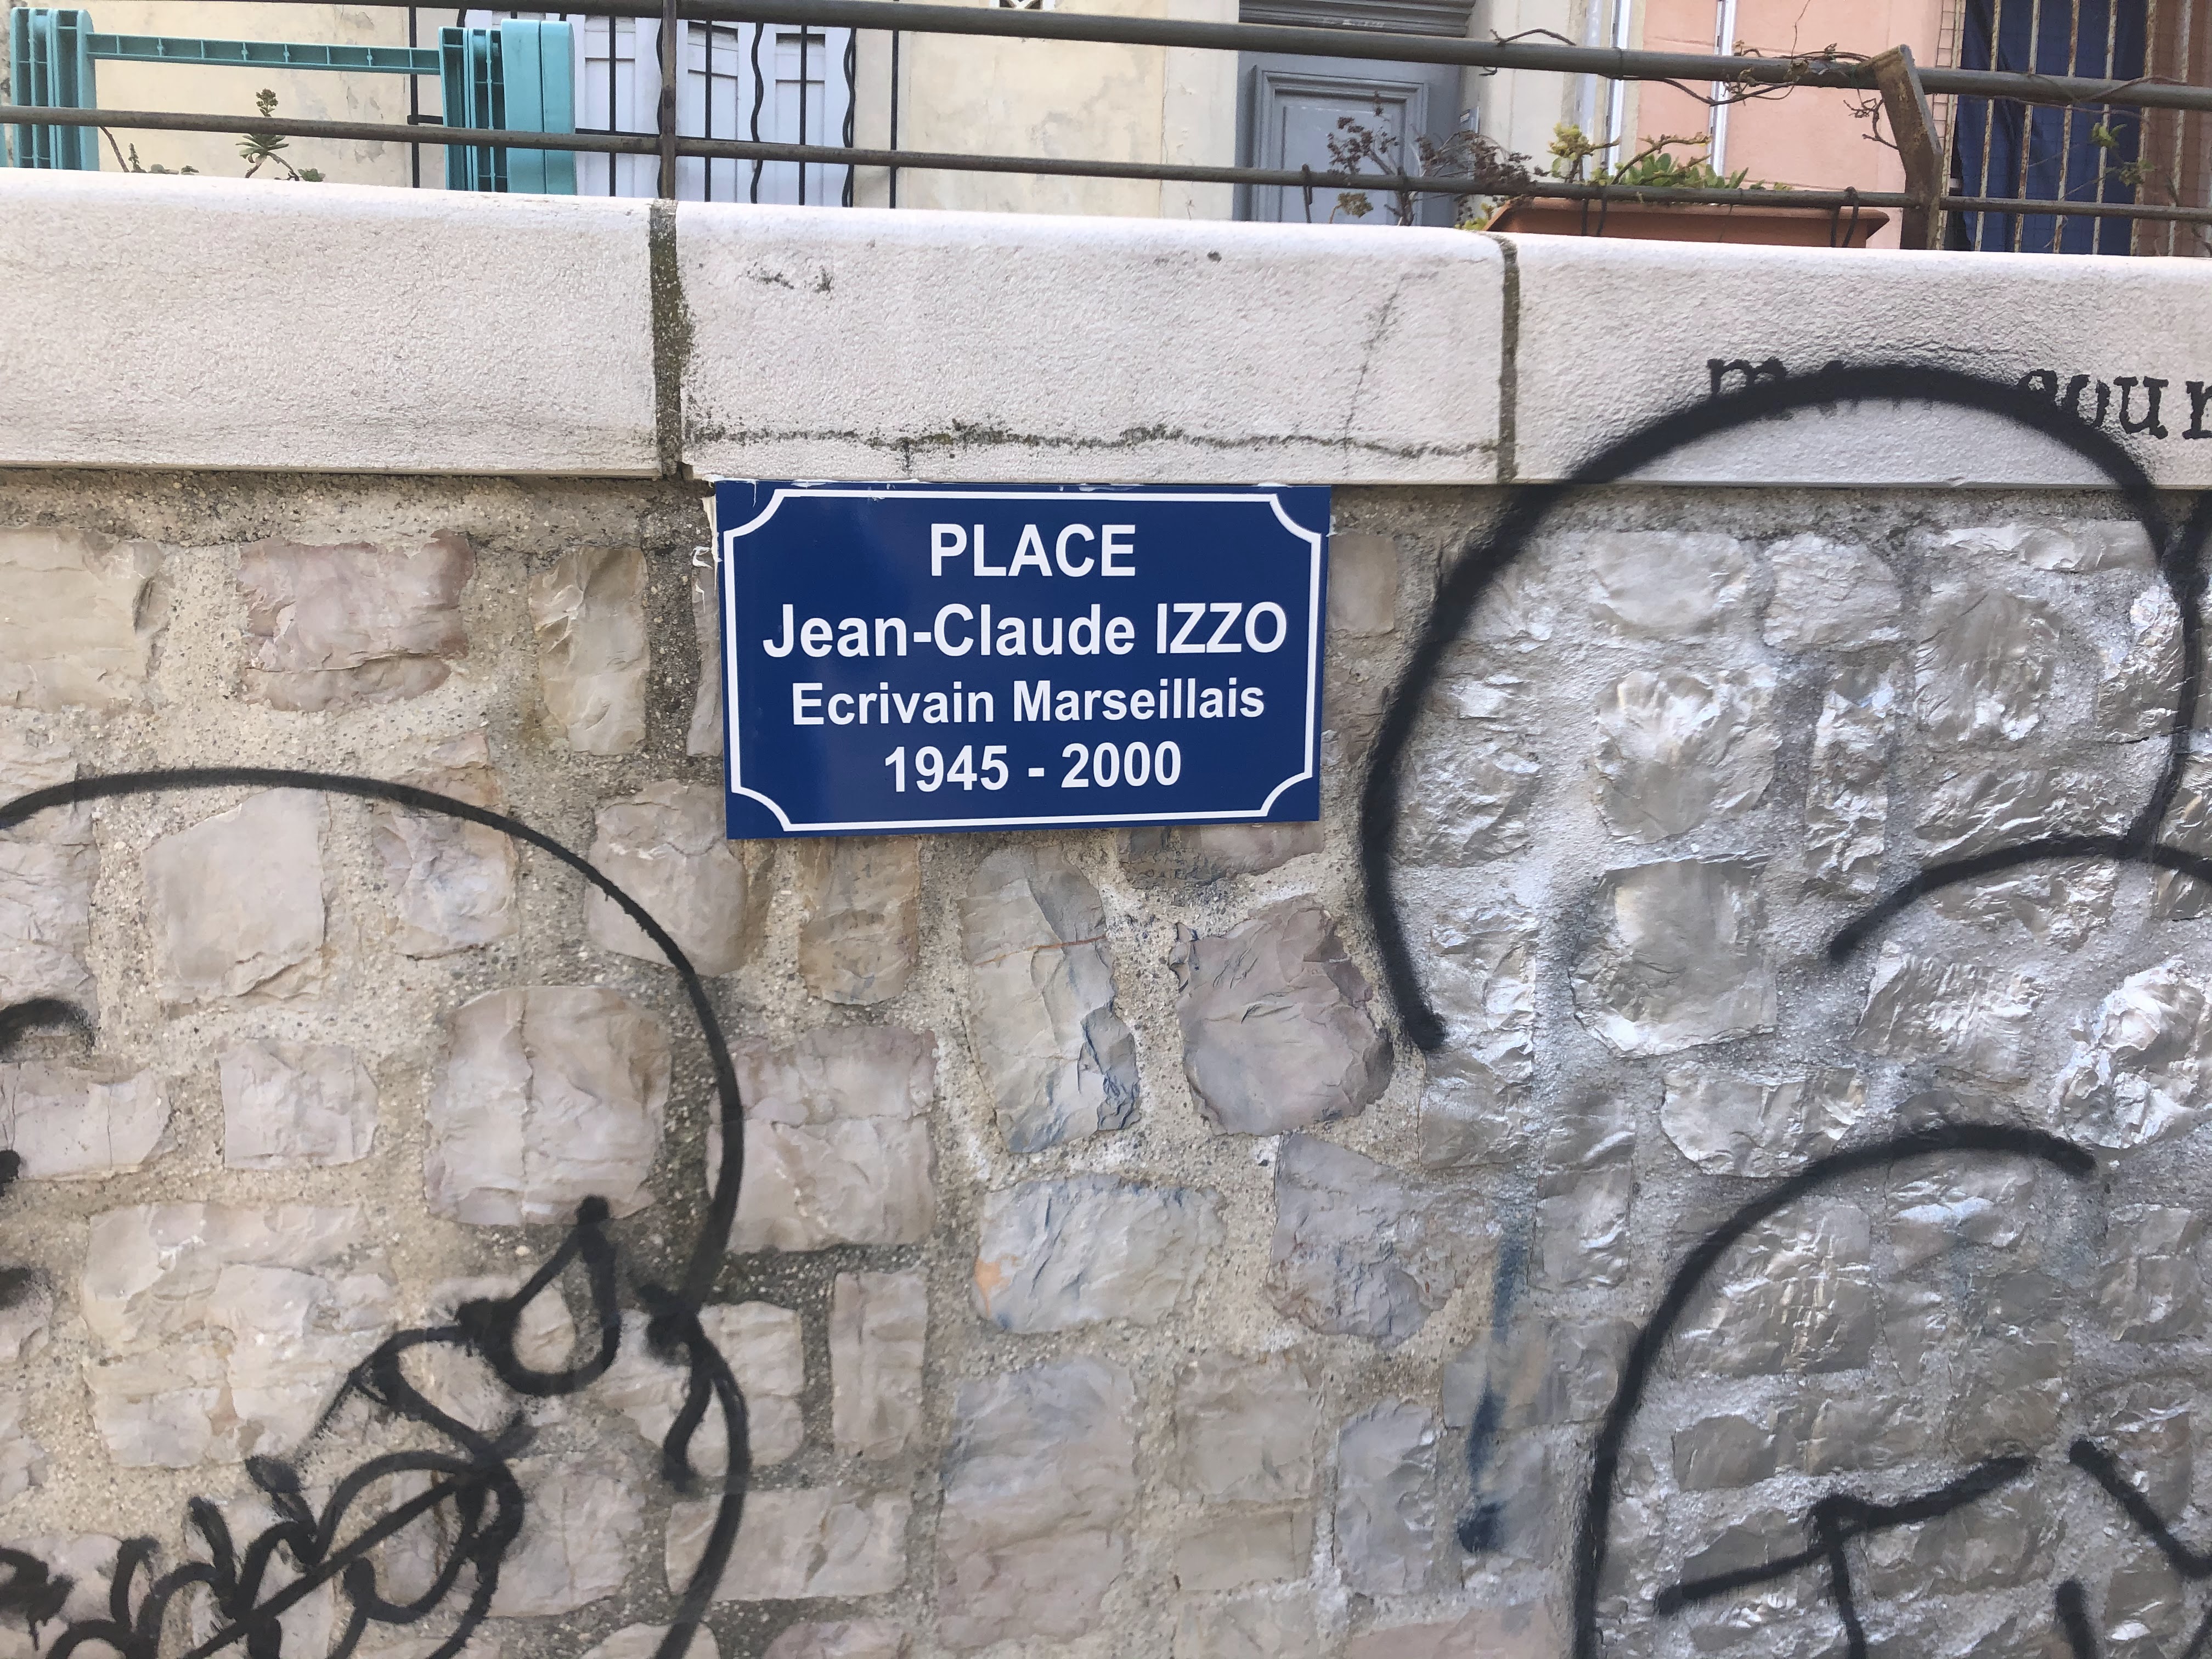 PLACE
Jean-Claude IZZO
Ecrivain Marseillais
1945 - 2000